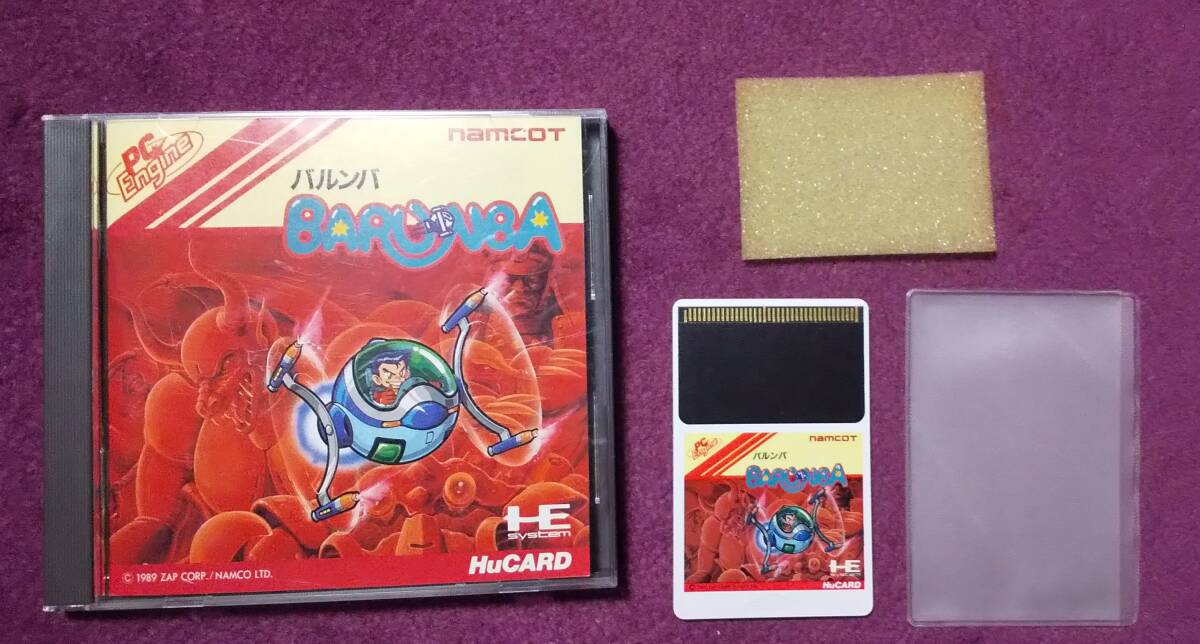 PC Engine
namcot
バルンバ
BARUNBA
HE
system
HuCARD
© 1989 ZAP CORP./NAMCO LTD.
PC Engine
namcot
バルンバ
BARUNBA
HE
system
HuCARD